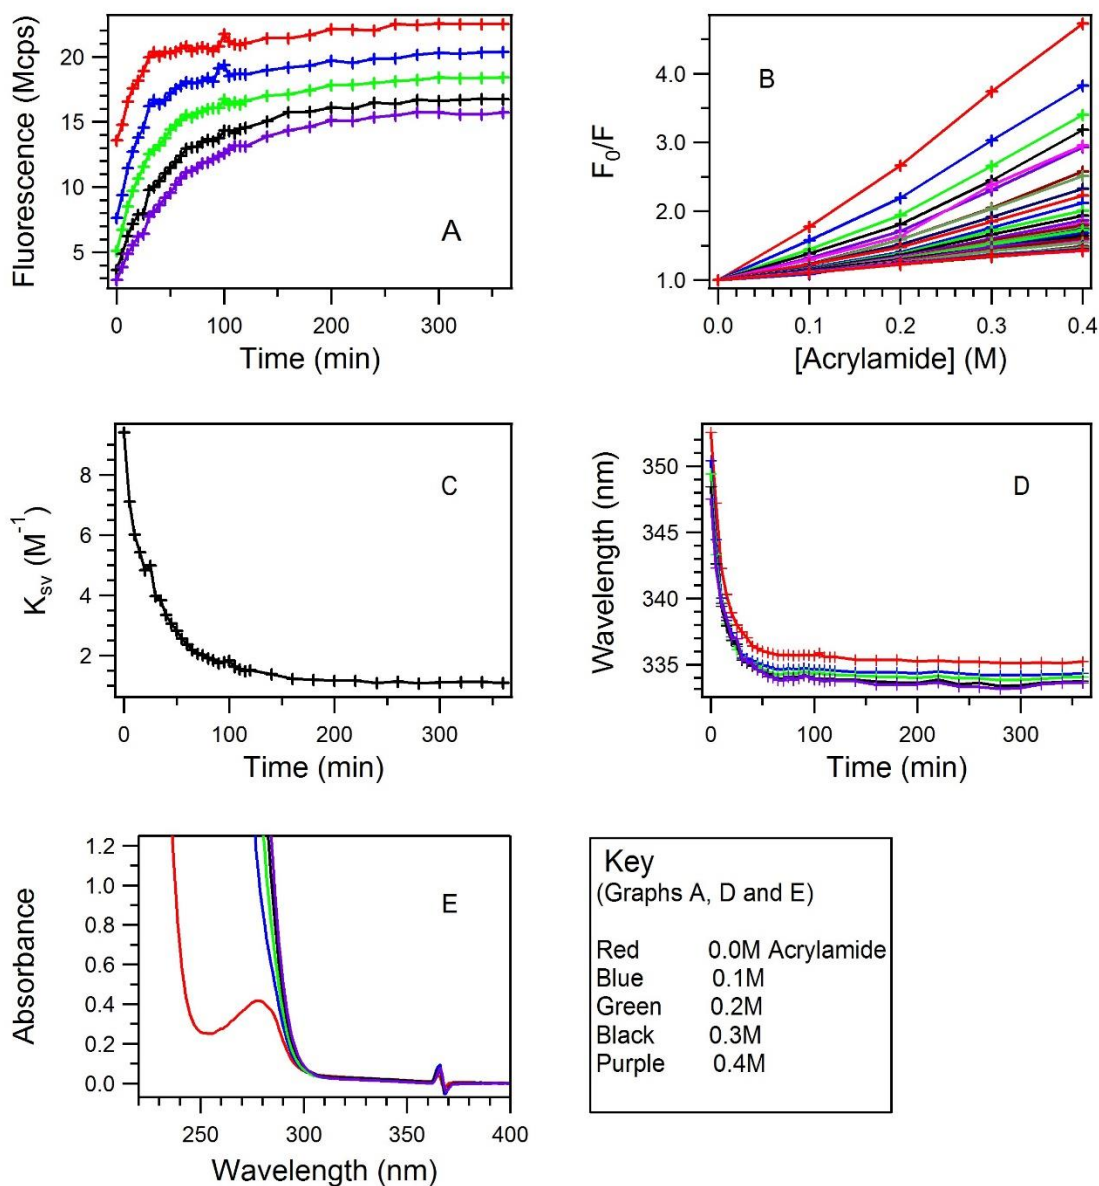 Fluorescence (Mcps)
20
15
10
5
A
0
100
200
300
Time (min)
F0/F
4.0
3.0
2.0
1.0
B
0.0
0.1
0.2
0.3
0.4
[Acrylamide] (M)
Ksv (M-1)
8
6
4
2
C
0
100
200
300
Time (min)
Wavelength (nm)
350
345
340
335
D
0
100
200
300
Time (min)
Absorbance
1.2
1.0
0.8
0.6
0.4
0.2
0.0
E
250
300
350
400
Wavelength (nm)
Key
(Graphs A, D and E)
Red 0.0M Acrylamide
Blue 0.1M
Green 0.2M
Black 0.3M
Purple 0.4M